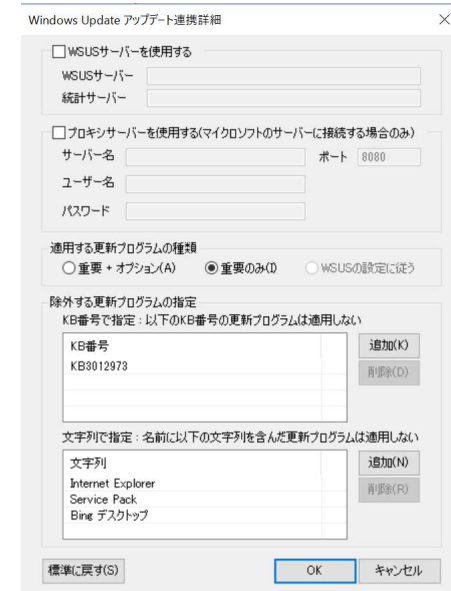 Windows Update アップデート連携詳細
WSUSサーバーを使用する
WSUSサーバー
統計サーバー
プロキシサーバーを使用する(マイクロソフトのサーバーに接続する場合のみ)
サーバー名 ポート 8080
ユーザー名
パスワード
適用する更新プログラムの種類
重要 + オプション(A) 重要のみ(I) WSUSの設定に従う
除外する更新プログラムの指定
KB番号で指定 : 以下のKB番号の更新プログラムは適用しない
KB番号 追加(K)
KB3012973 削除(D)
文字列で指定 : 名前に以下の文字列を含んだ更新プログラムは適用しない
文字列 追加(N)
Internet Explorer 削除(R)
Service Pack
Bing デスクトップ
標準に戻す(S) OK キャンセル